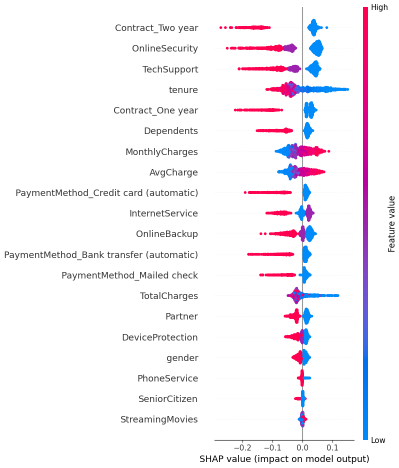 High
Contract_Two year
OnlineSecurity
TechSupport
tenure
Contract_One year
Dependents
MonthlyCharges
AvgCharge
PaymentMethod_Credit card (automatic)
InternetService
OnlineBackup
PaymentMethod_Bank transfer (automatic)
PaymentMethod_Mailed check
TotalCharges
Partner
DeviceProtection
gender
PhoneService
SeniorCitizen
StreamingMovies
Feature value
Low
−0.2 −0.1 0.0 0.1
SHAP value (impact on model output)